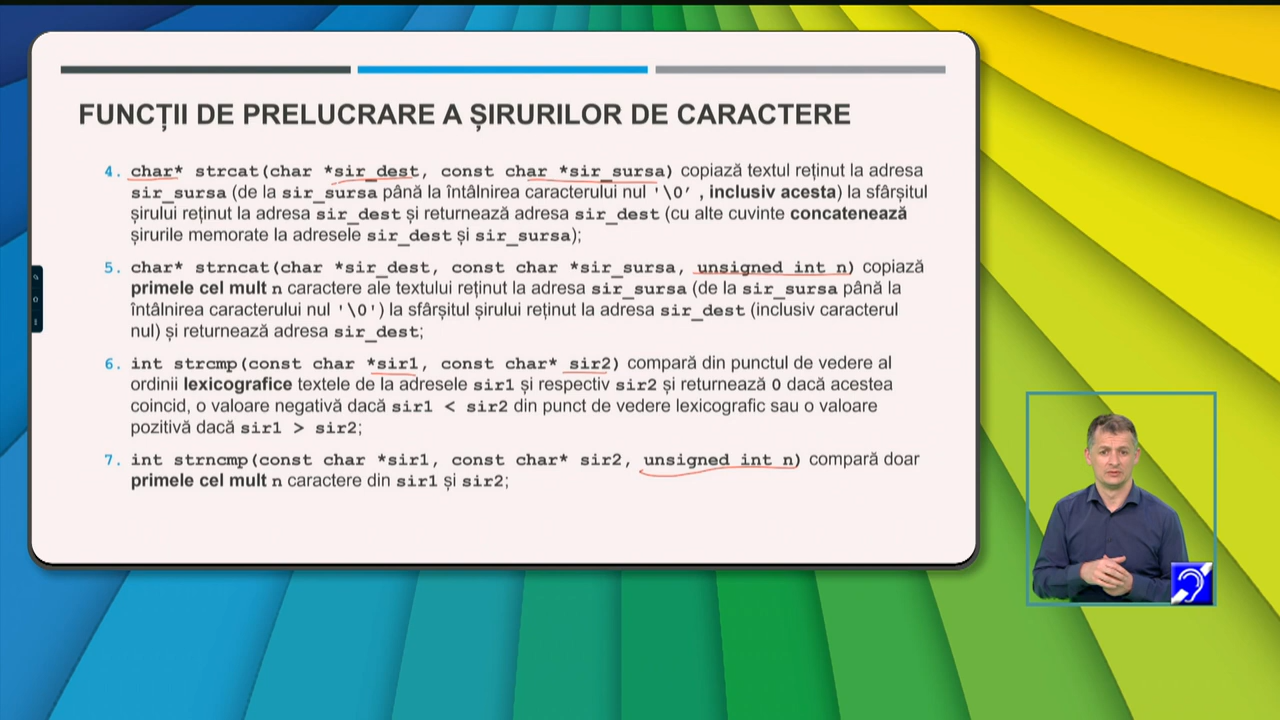 FUNCȚII DE PRELUCRARE A ȘIRURILOR DE CARACTERE
4. char* strcat(char *sir_dest, const char *sir_sursa) copiază textul reținut la adresa
sir_sursa (de la sir_sursa până la întâlnirea caracterului nul '\0' , inclusiv acesta) la sfârșitul
șirului reținut la adresa sir_dest și returnează adresa sir_dest (cu alte cuvinte concatenează
șirurile memorate la adresele sir_dest și sir_sursa);
5. char* strncat(char *sir_dest, const char *sir_sursa, unsigned int n) copiază
primele cel mult n caractere ale textului reținut la adresa sir_sursa (de la sir_sursa până la
întâlnirea caracterului nul '\0') la sfârșitul șirului reținut la adresa sir_dest (inclusiv caracterul
nul) și returnează adresa sir_dest;
6. int strcmp(const char *sir1, const char* sir2) compară din punctul de vedere al
ordinii lexicografice textele de la adresele sir1 și respectiv sir2 și returnează 0 dacă acestea
coincid, o valoare negativă dacă sir1 < sir2 din punct de vedere lexicografic sau o valoare
pozitivă dacă sir1 > sir2;
7. int strncmp(const char *sir1, const char* sir2, unsigned int n) compară doar
primele cel mult n caractere din sir1 și sir2;